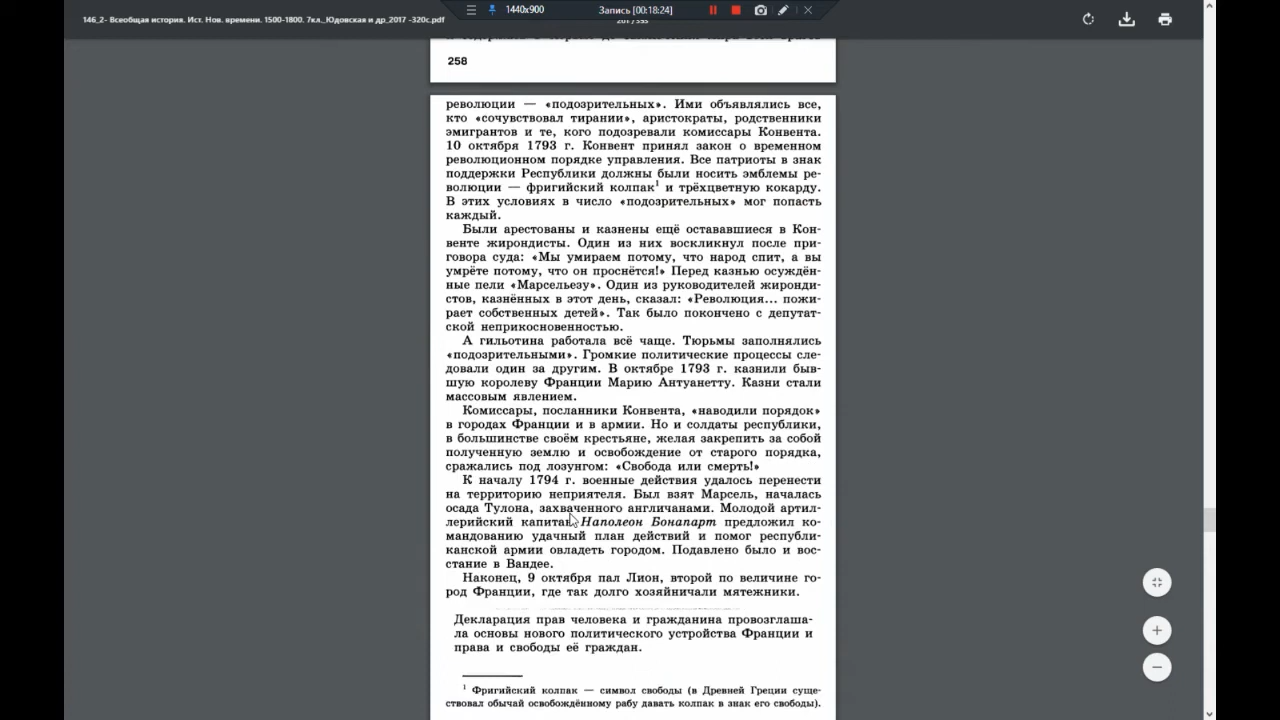 146_2- Всеобщая история. Ист. Нов. времени. 1500-1800. 7кл._Юдовская и др_2017 -320с.pdf
1440x900
Запись [00:18:24]
258
революции — «подозрительных». Ими объявлялись все,
кто «сочувствовал тирании», аристократы, родственники
эмигрантов и те, кого подозревали комиссары Конвента.
10 октября 1793 г. Конвент принял закон о временном
революционном порядке управления. Все патриоты в знак
поддержки Республики должны были носить эмблемы ре-
волюции — фригийский колпак¹ и трёхцветную кокарду.
В этих условиях в число «подозрительных» мог попасть
каждый.
Были арестованы и казнены ещё остававшиеся в Кон-
венте жирондисты. Один из них воскликнул после при-
говора суда: «Мы умираем потому, что народ спит, а вы
умрёте потому, что он проснётся!» Перед казнью осуждён-
ные пели «Марсельезу». Один из руководителей жиронди-
стов, казнённых в этот день, сказал: «Революция... пожи-
рает собственных детей». Так было покончено с депутат-
ской неприкосновенностью.
А гильотина работала всё чаще. Тюрьмы заполнялись
«подозрительными». Громкие политические процессы сле-
довали один за другим. В октябре 1793 г. казнили быв-
шую королеву Франции Марию Антуанетту. Казни стали
массовым явлением.
Комиссары, посланники Конвента, «наводили порядок»
в городах Франции и в армии. Но и солдаты республики,
в большинстве своём крестьяне, желая закрепить за собой
полученную землю и освобождение от старого порядка,
сражались под лозунгом: «Свобода или смерть!»
К началу 1794 г. военные действия удалось перенести
на территорию неприятеля. Был взят Марсель, началась
осада Тулона, захваченного англичанами. Молодой артил-
лерийский капитан Наполеон Бонапарт предложил ко-
мандованию удачный план действий и помог республи-
канской армии овладеть городом. Подавлено было и вос-
стание в Вандее.
Наконец, 9 октября пал Лион, второй по величине го-
род Франции, где так долго хозяйничали мятежники.
Декларация прав человека и гражданина провозглаша-
ла основы нового политического устройства Франции и
права и свободы её граждан.
¹ Фригийский колпак — символ свободы (в Древней Греции суще-
ствовал обычай освобождённому рабу давать колпак в знак его свободы).